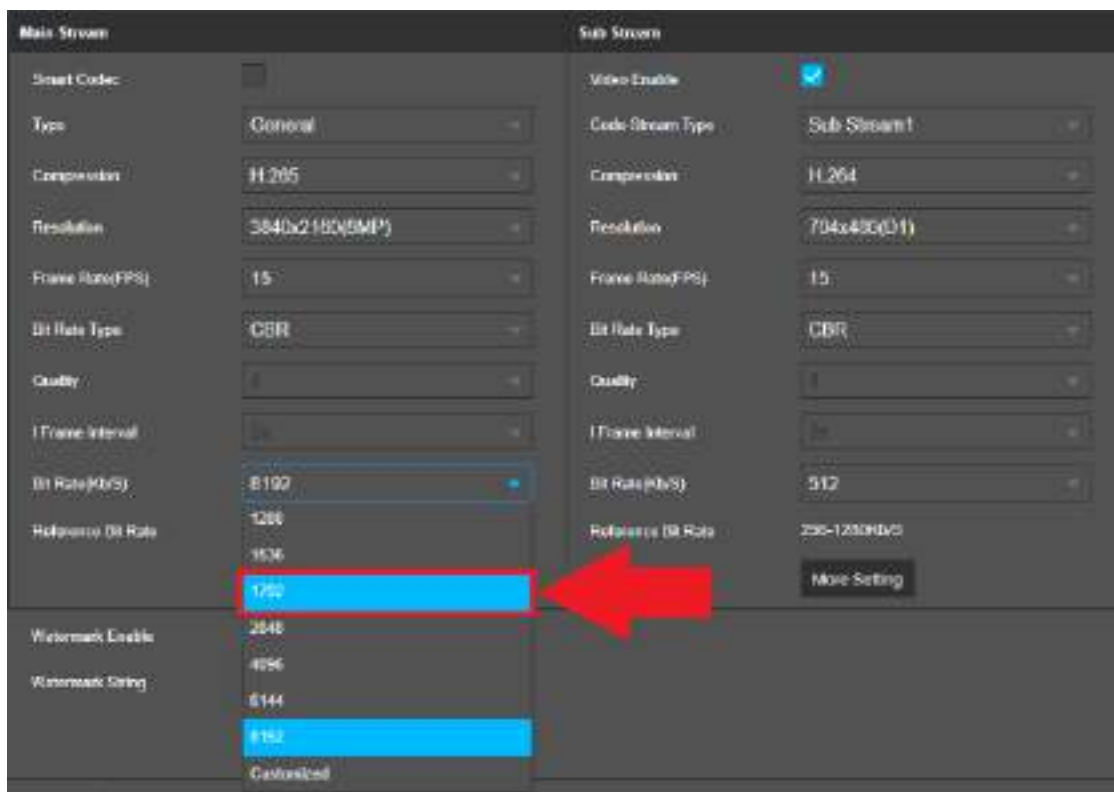 Main Stream
Sub Stream
Smart Codec
Video Enable
Type
General
Code Stream Type
Sub Stream1
Compression
H.265
Compression
H.264
Resolution
3840x2160(8MP)
Resolution
704x480(D1)
Frame Rate(FPS)
15
Frame Rate(FPS)
15
Bit Rate Type
CBR
Bit Rate Type
CBR
Quality
Quality
I Frame Interval
I Frame Interval
Bit Rate(Kb/S)
8192
Bit Rate(Kb/S)
512
Reference Bit Rate
Reference Bit Rate
256-1280Kb/S
1280
1536
1792
2048
4096
6144
8192
Customized
More Setting
Watermark Enable
Watermark String